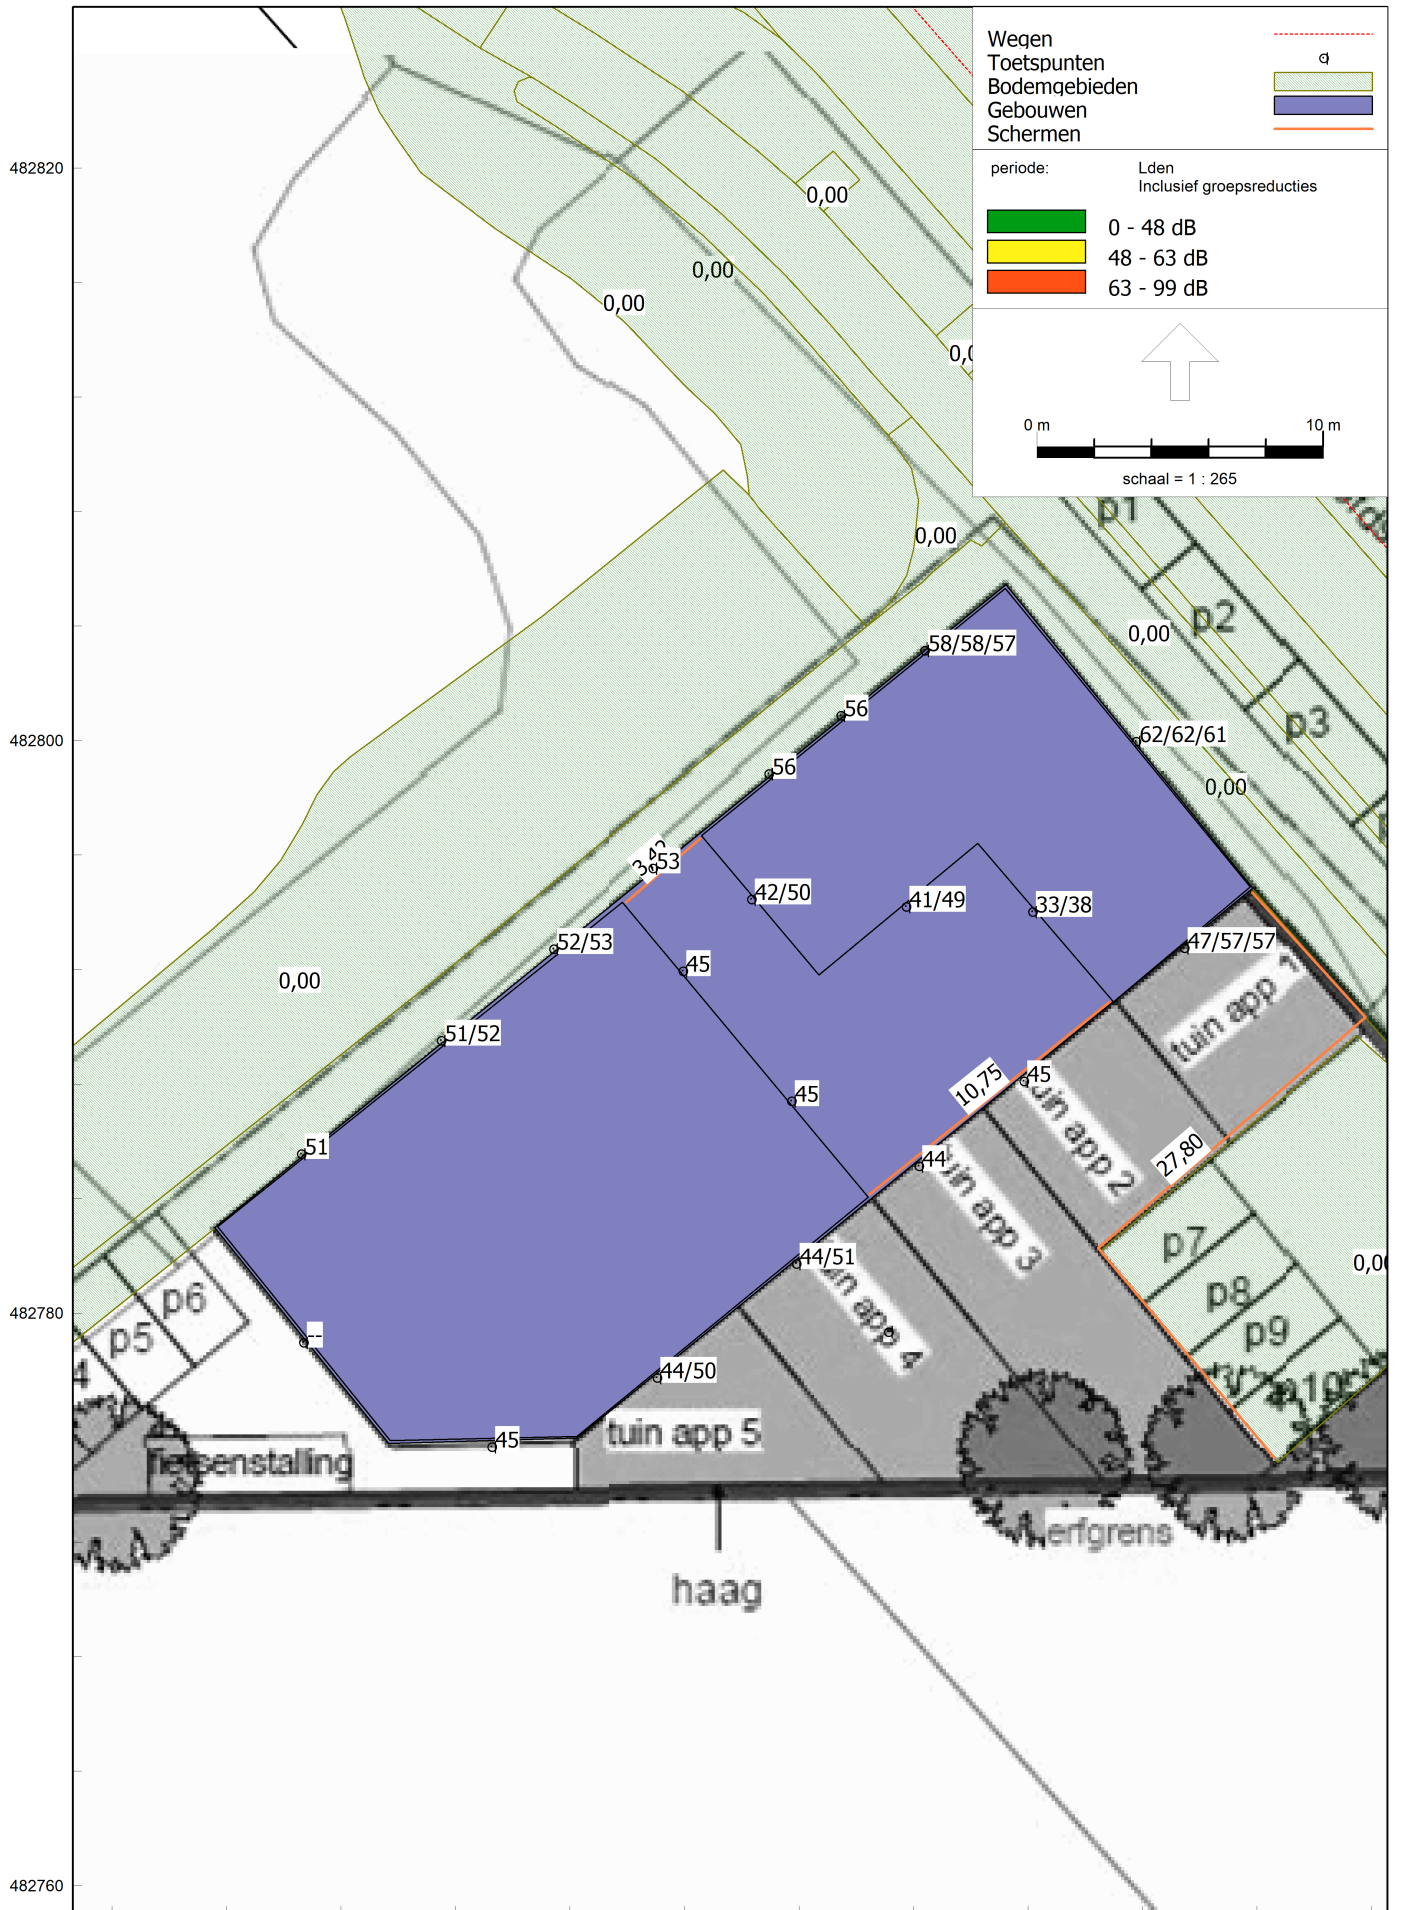 Wegen
Toetspunten
Bodemgebieden
Gebouwen
Schermen
periode: Lden
Inclusief groepsreducties
0 - 48 dB
48 - 63 dB
63 - 99 dB
0 m 10 m
schaal = 1 : 265
482820
0,00
0,00
0,00
p1
0,00
p2
0,00
58/58/57
56
p3
482800
62/62/61
56
0,00
53
42/50
41/49
33/38
52/53
47/57/57
45
0,00
tuin app 1
51/52
10,75
45
45
tuin app 2
51
27,80
44
tuin app 3
p7
44/51
0,00
p6
p8
482780
p5
p9
--
tuin app 4
44/50
p10
45
tuin app 5
fietsenstalling
erfgrens
haag
482760